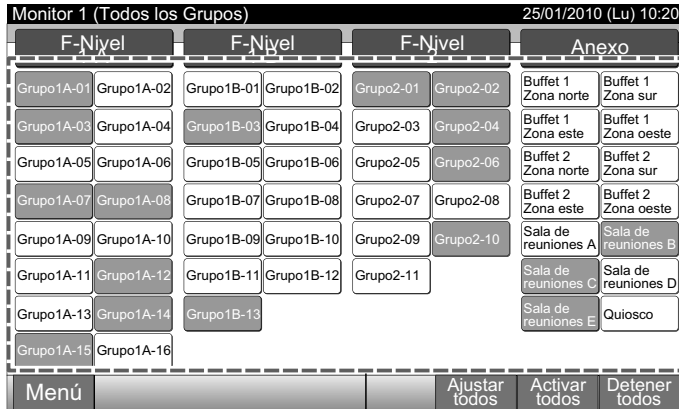 Monitor 1 (Todos los Grupos) 25/01/2010 (Lu) 10:20
F-Nivel F-Nivel F-Nivel Anexo
Grupo1A-01 Grupo1A-02 Grupo1B-01 Grupo1B-02 Grupo2-01 Grupo2-02 Buffet 1 Zona norte Buffet 1 Zona sur
Grupo1A-03 Grupo1A-04 Grupo1B-03 Grupo1B-04 Grupo2-03 Grupo2-04 Buffet 1 Zona este Buffet 1 Zona oeste
Grupo1A-05 Grupo1A-06 Grupo1B-05 Grupo1B-06 Grupo2-05 Grupo2-06 Buffet 2 Zona norte Buffet 2 Zona sur
Grupo1A-07 Grupo1A-08 Grupo1B-07 Grupo1B-08 Grupo2-07 Grupo2-08 Buffet 2 Zona este Buffet 2 Zona oeste
Grupo1A-09 Grupo1A-10 Grupo1B-09 Grupo1B-10 Grupo2-09 Grupo2-10 Sala de reuniones A Sala de reuniones B
Grupo1A-11 Grupo1A-12 Grupo1B-11 Grupo1B-12 Grupo2-11 Sala de reuniones C Sala de reuniones D
Grupo1A-13 Grupo1A-14 Grupo1B-13 Sala de reuniones E Quiosco
Grupo1A-15 Grupo1A-16
Menú Ajustar todos Activar todos Detener todos